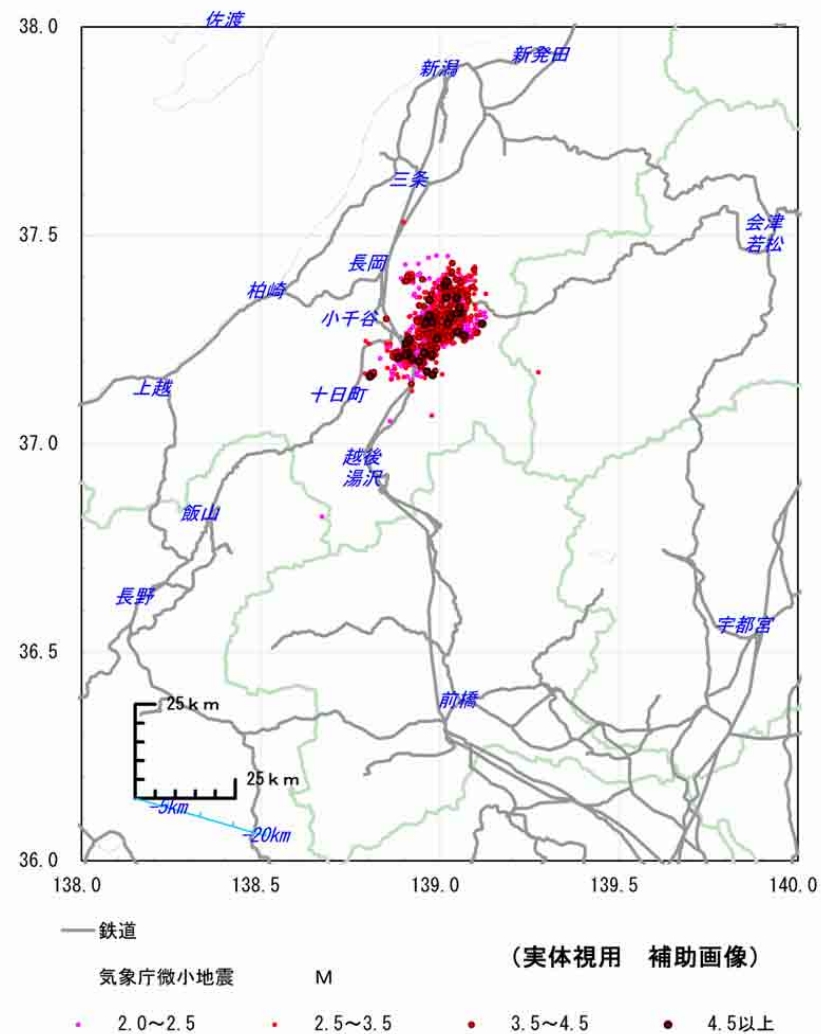 38.0
佐渡
新潟
新発田
三条
37.5
会津
若松
長岡
柏崎
小千谷
上越
十日町
37.0
越後
湯沢
飯山
長野
宇都宮
36.5
前橋
25km
25km
-5km
-20km
36.0
138.0 138.5 139.0 139.5 140.0
鉄道
(実体視用 補助画像)
気象庁微小地震 M
2.0～2.5 2.5～3.5 3.5～4.5 4.5以上